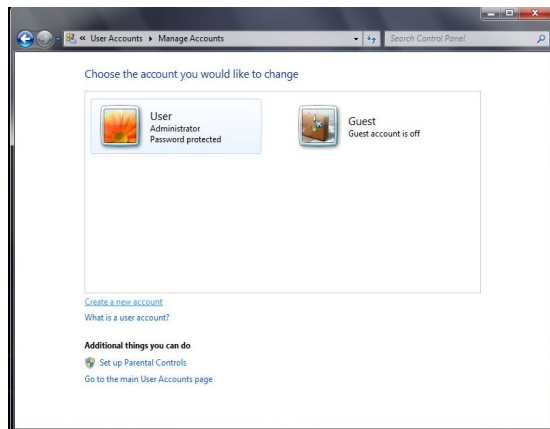 « User Accounts ▸ Manage Accounts
Search Control Panel
Choose the account you would like to change
User
Administrator
Password protected
Guest
Guest account is off
Create a new account
What is a user account?
Additional things you can do
Set up Parental Controls
Go to the main User Accounts page